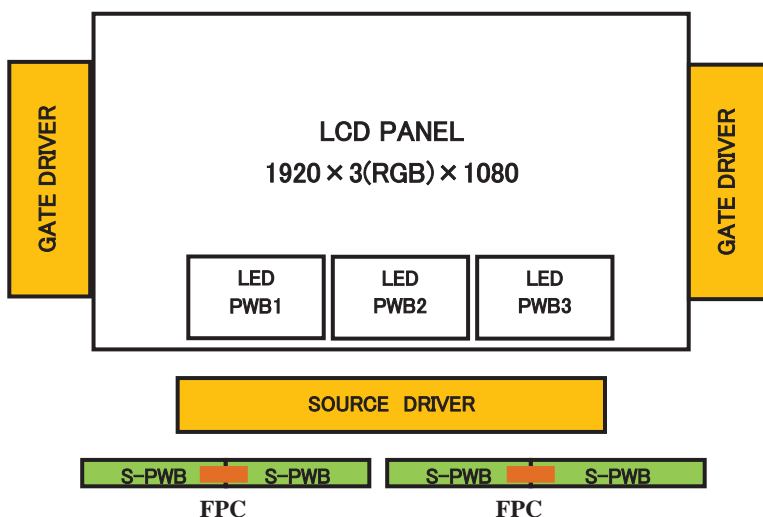 LCD PANEL
1920×3(RGB)×1080
GATE DRIVER
GATE DRIVER
LED
PWB1
LED
PWB2
LED
PWB3
SOURCE DRIVER
S-PWB S-PWB S-PWB S-PWB
FPC FPC